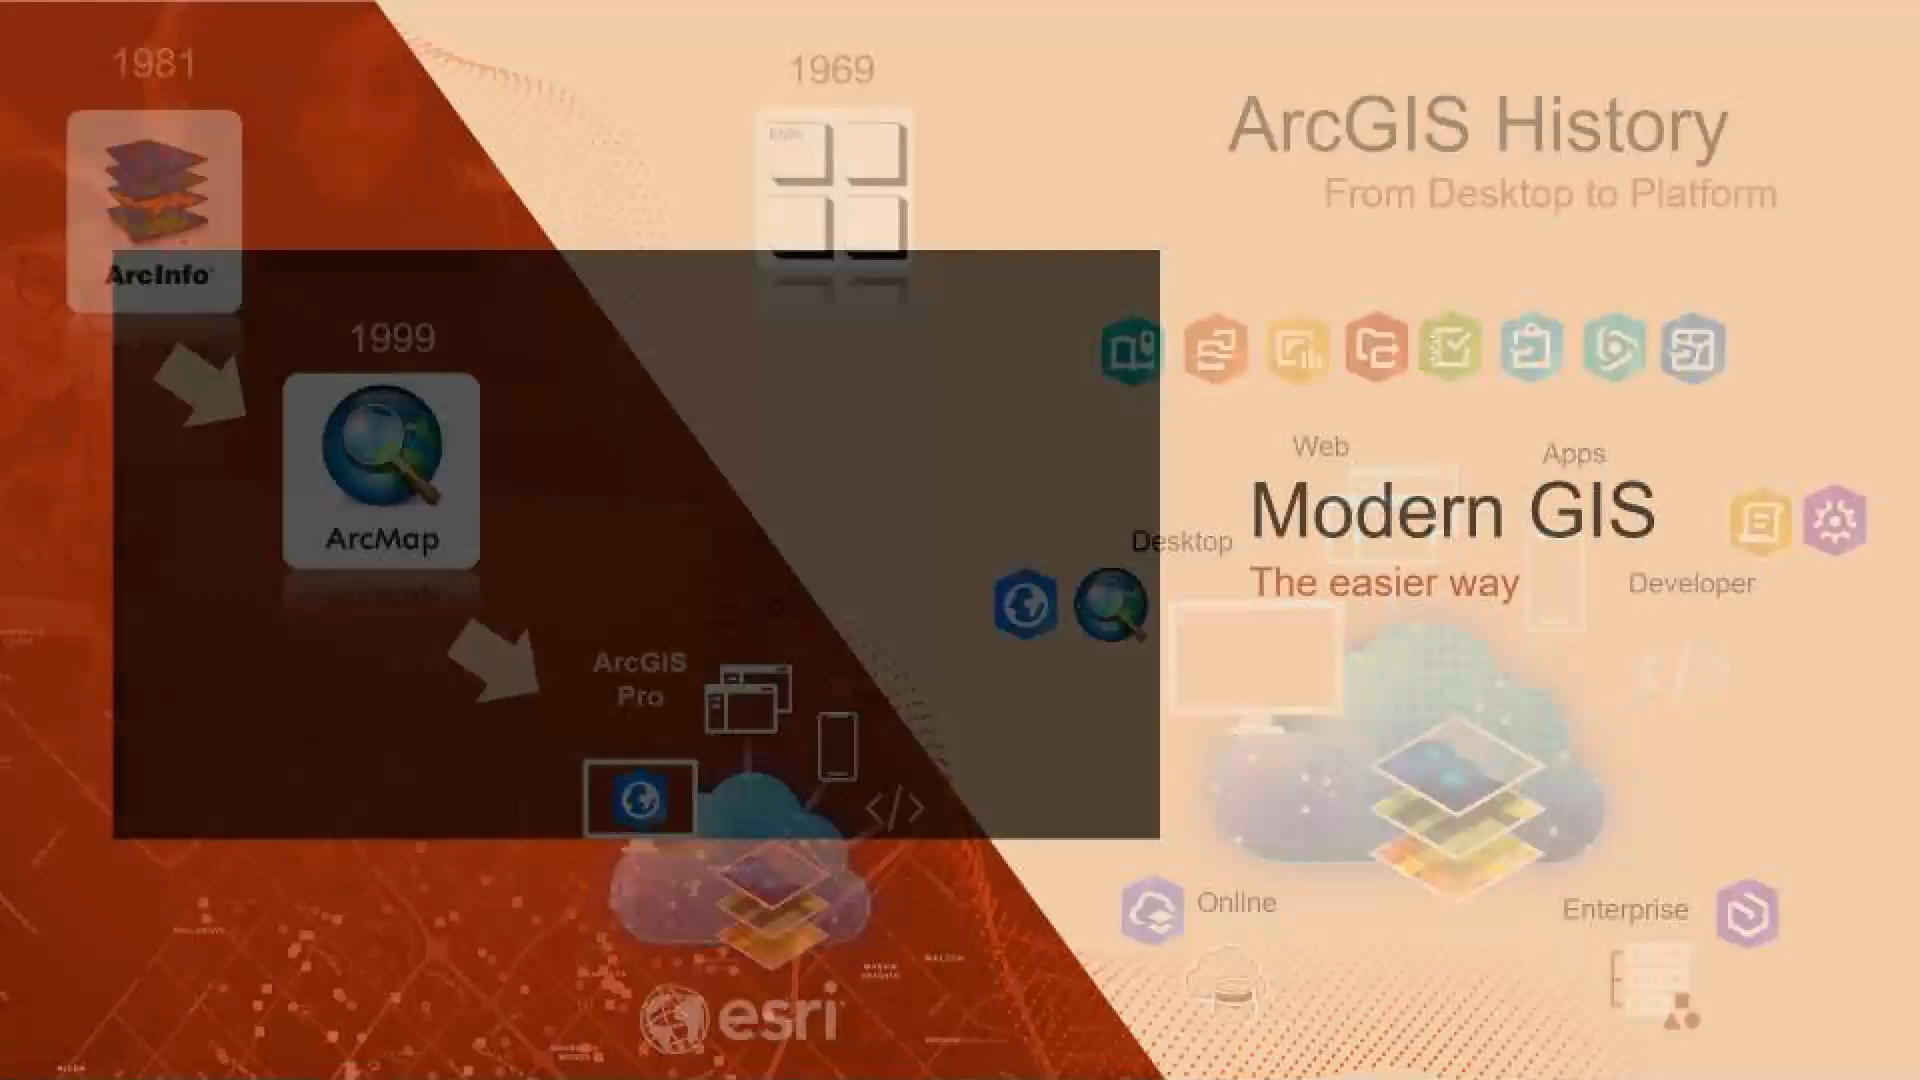 1981
1969
ArcGIS History
From Desktop to Platform
ArcInfo
1999
ArcMap
Web
Apps
Modern GIS
The easier way
Desktop
Developer
ArcGIS
Pro
</>
</>
Online
Enterprise
esri